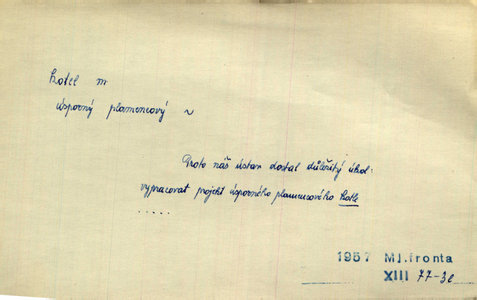 kotel m
úsporný plamencový ~
Proto náš ústav dostal důležitý úkol:
vypracovat projekt úsporného plamencového kotle
.....
1957 Ml.fronta
XIII 77-3c